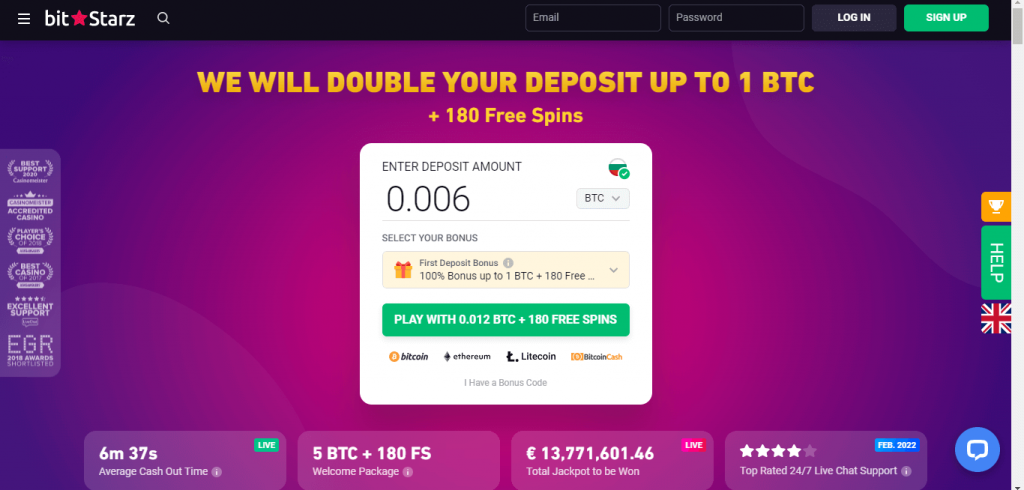 bit Starz
Email
Password
LOG IN
SIGN UP
WE WILL DOUBLE YOUR DEPOSIT UP TO 1 BTC
+ 180 Free Spins
BEST
SUPPORT
2020
Casinomeister
CASINOMEISTER
ACCREDITED
CASINO
PLAYER'S
CHOICE
OF 2018
ASKGAMBLERS
BEST
CASINO
OF 2017
ASKGAMBLERS
EXCELLENT
SUPPORT
EGR
2018 AWARDS
SHORTLISTED
ENTER DEPOSIT AMOUNT
0.006
BTC
SELECT YOUR BONUS
First Deposit Bonus
100% Bonus up to 1 BTC + 180 Free ...
PLAY WITH 0.012 BTC + 180 FREE SPINS
bitcoin
ethereum
Litecoin
BitcoinCash
I Have a Bonus Code
HELP
6m 37s
LIVE
Average Cash Out Time
5 BTC + 180 FS
Welcome Package
€ 13,771,601.46
LIVE
Total Jackpot to be Won
FEB. 2022
Top Rated 24/7 Live Chat Support